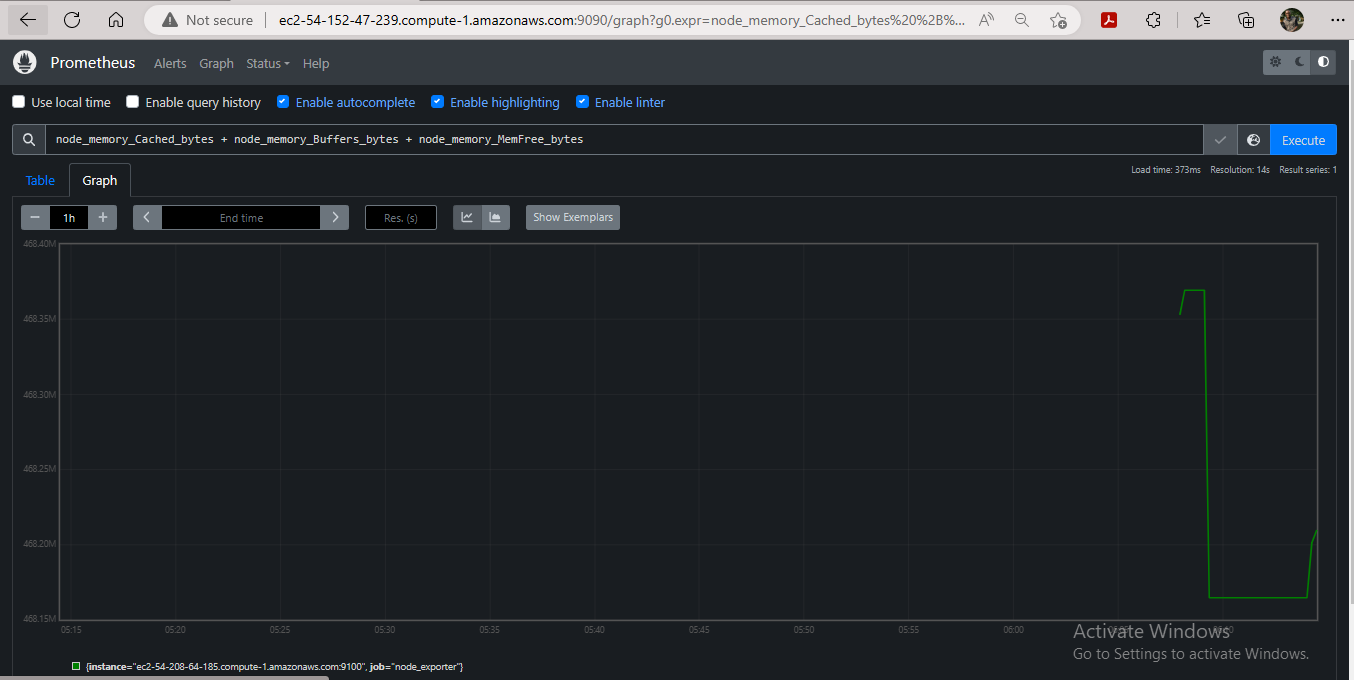 Not secure ec2-54-152-47-239.compute-1.amazonaws.com:9090/graph?g0.expr=node_memory_Cached_bytes%20%2B%...
Prometheus Alerts Graph Status Help
Use local time Enable query history Enable autocomplete Enable highlighting Enable linter
node_memory_Cached_bytes + node_memory_Buffers_bytes + node_memory_MemFree_bytes Execute
Load time: 373ms Resolution: 14s Result series: 1
Table Graph
1h End time Res. (s) Show Exemplars
468.40M
468.35M
468.30M
468.25M
468.20M
468.15M
05:15 05:20 05:25 05:30 05:35 05:40 05:45 05:50 05:55 06:00
Activate Windows
Go to Settings to activate Windows.
{instance="ec2-54-208-64-185.compute-1.amazonaws.com:9100", job="node_exporter"}